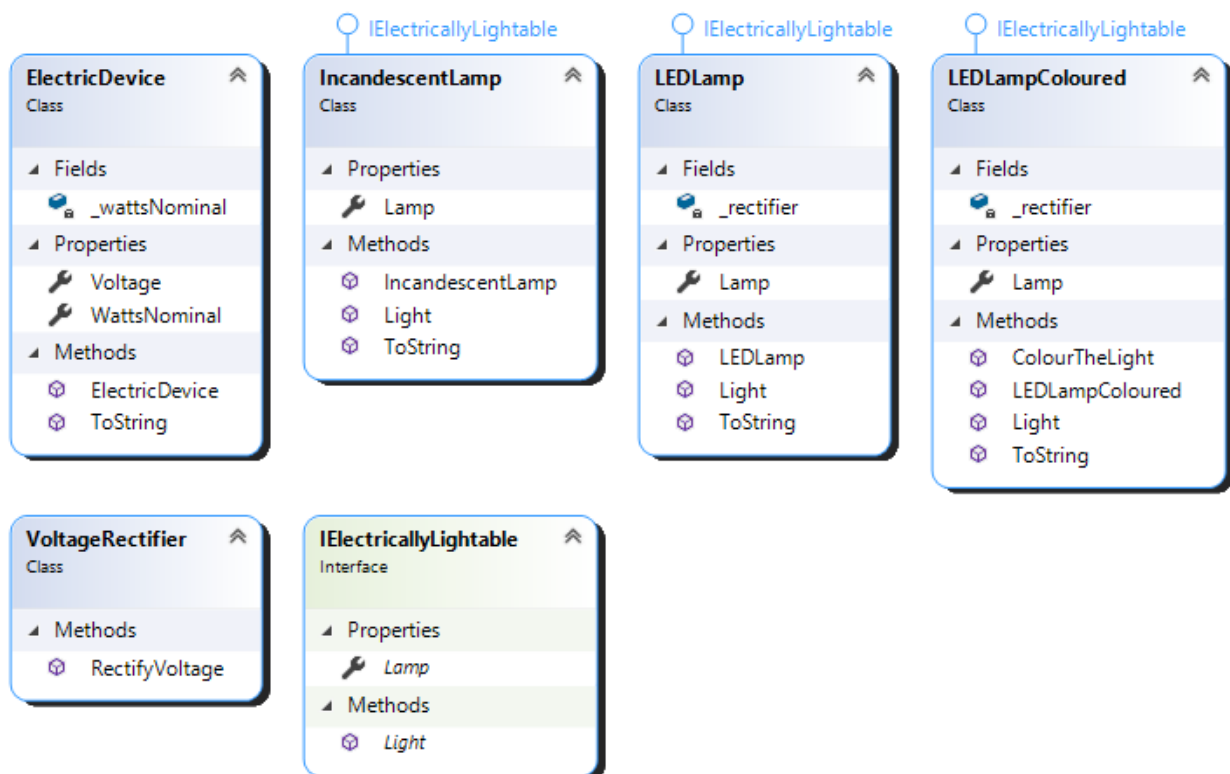 IElectricallyLightable
IElectricallyLightable
IElectricallyLightable
ElectricDevice
Class
Fields
_wattsNominal
Properties
Voltage
WattsNominal
Methods
ElectricDevice
ToString
IncandescentLamp
Class
Properties
Lamp
Methods
IncandescentLamp
Light
ToString
LEDLamp
Class
Fields
_rectifier
Properties
Lamp
Methods
LEDLamp
Light
ToString
LEDLampColoured
Class
Fields
_rectifier
Properties
Lamp
Methods
ColourTheLight
LEDLampColoured
Light
ToString
VoltageRectifier
Class
Methods
RectifyVoltage
IElectricallyLightable
Interface
Properties
Lamp
Methods
Light